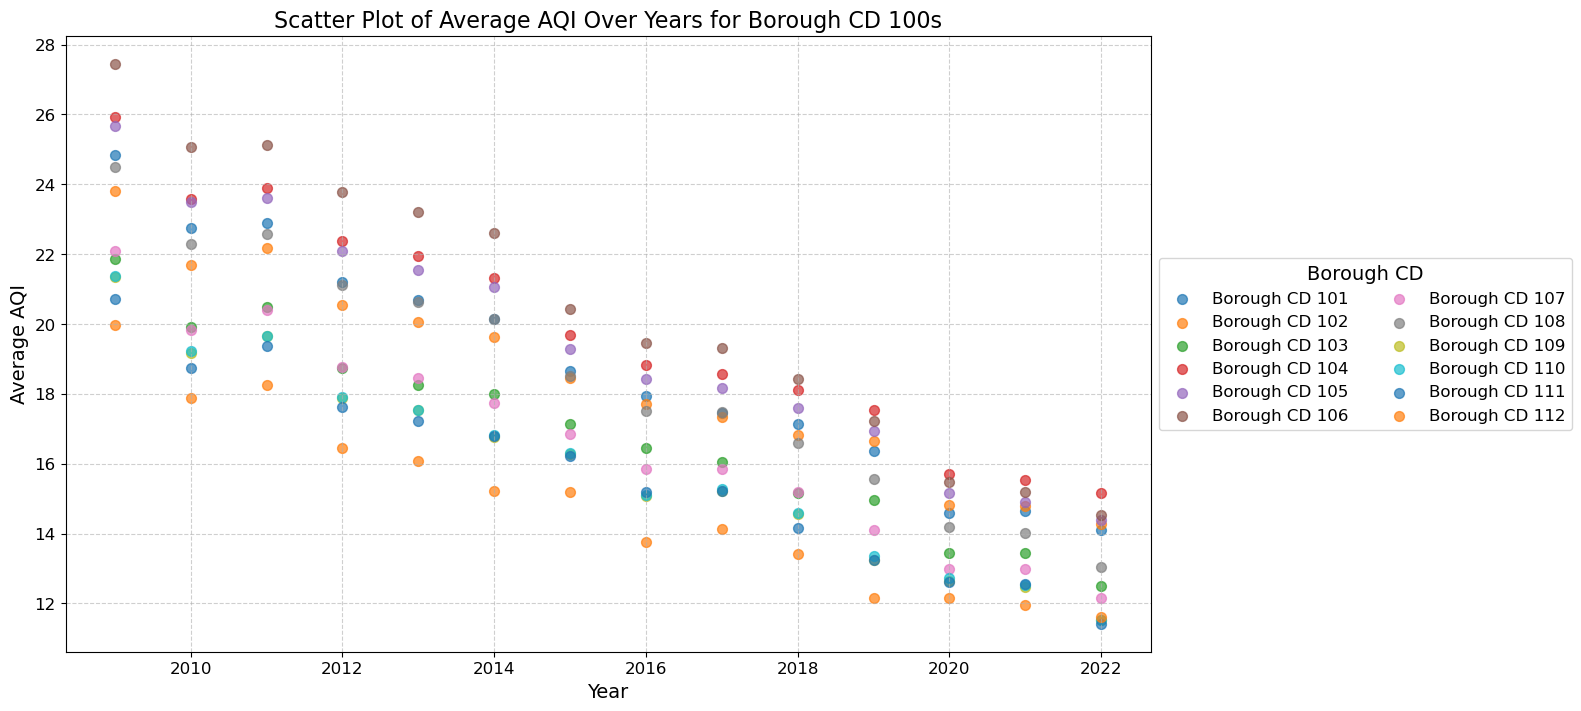 Scatter Plot of Average AQI Over Years for Borough CD 100s
Average AQI
28
26
24
22
20
18
16
14
12
2010 2012 2014 2016 2018 2020 2022
Year
Borough CD
Borough CD 101
Borough CD 102
Borough CD 103
Borough CD 104
Borough CD 105
Borough CD 106
Borough CD 107
Borough CD 108
Borough CD 109
Borough CD 110
Borough CD 111
Borough CD 112